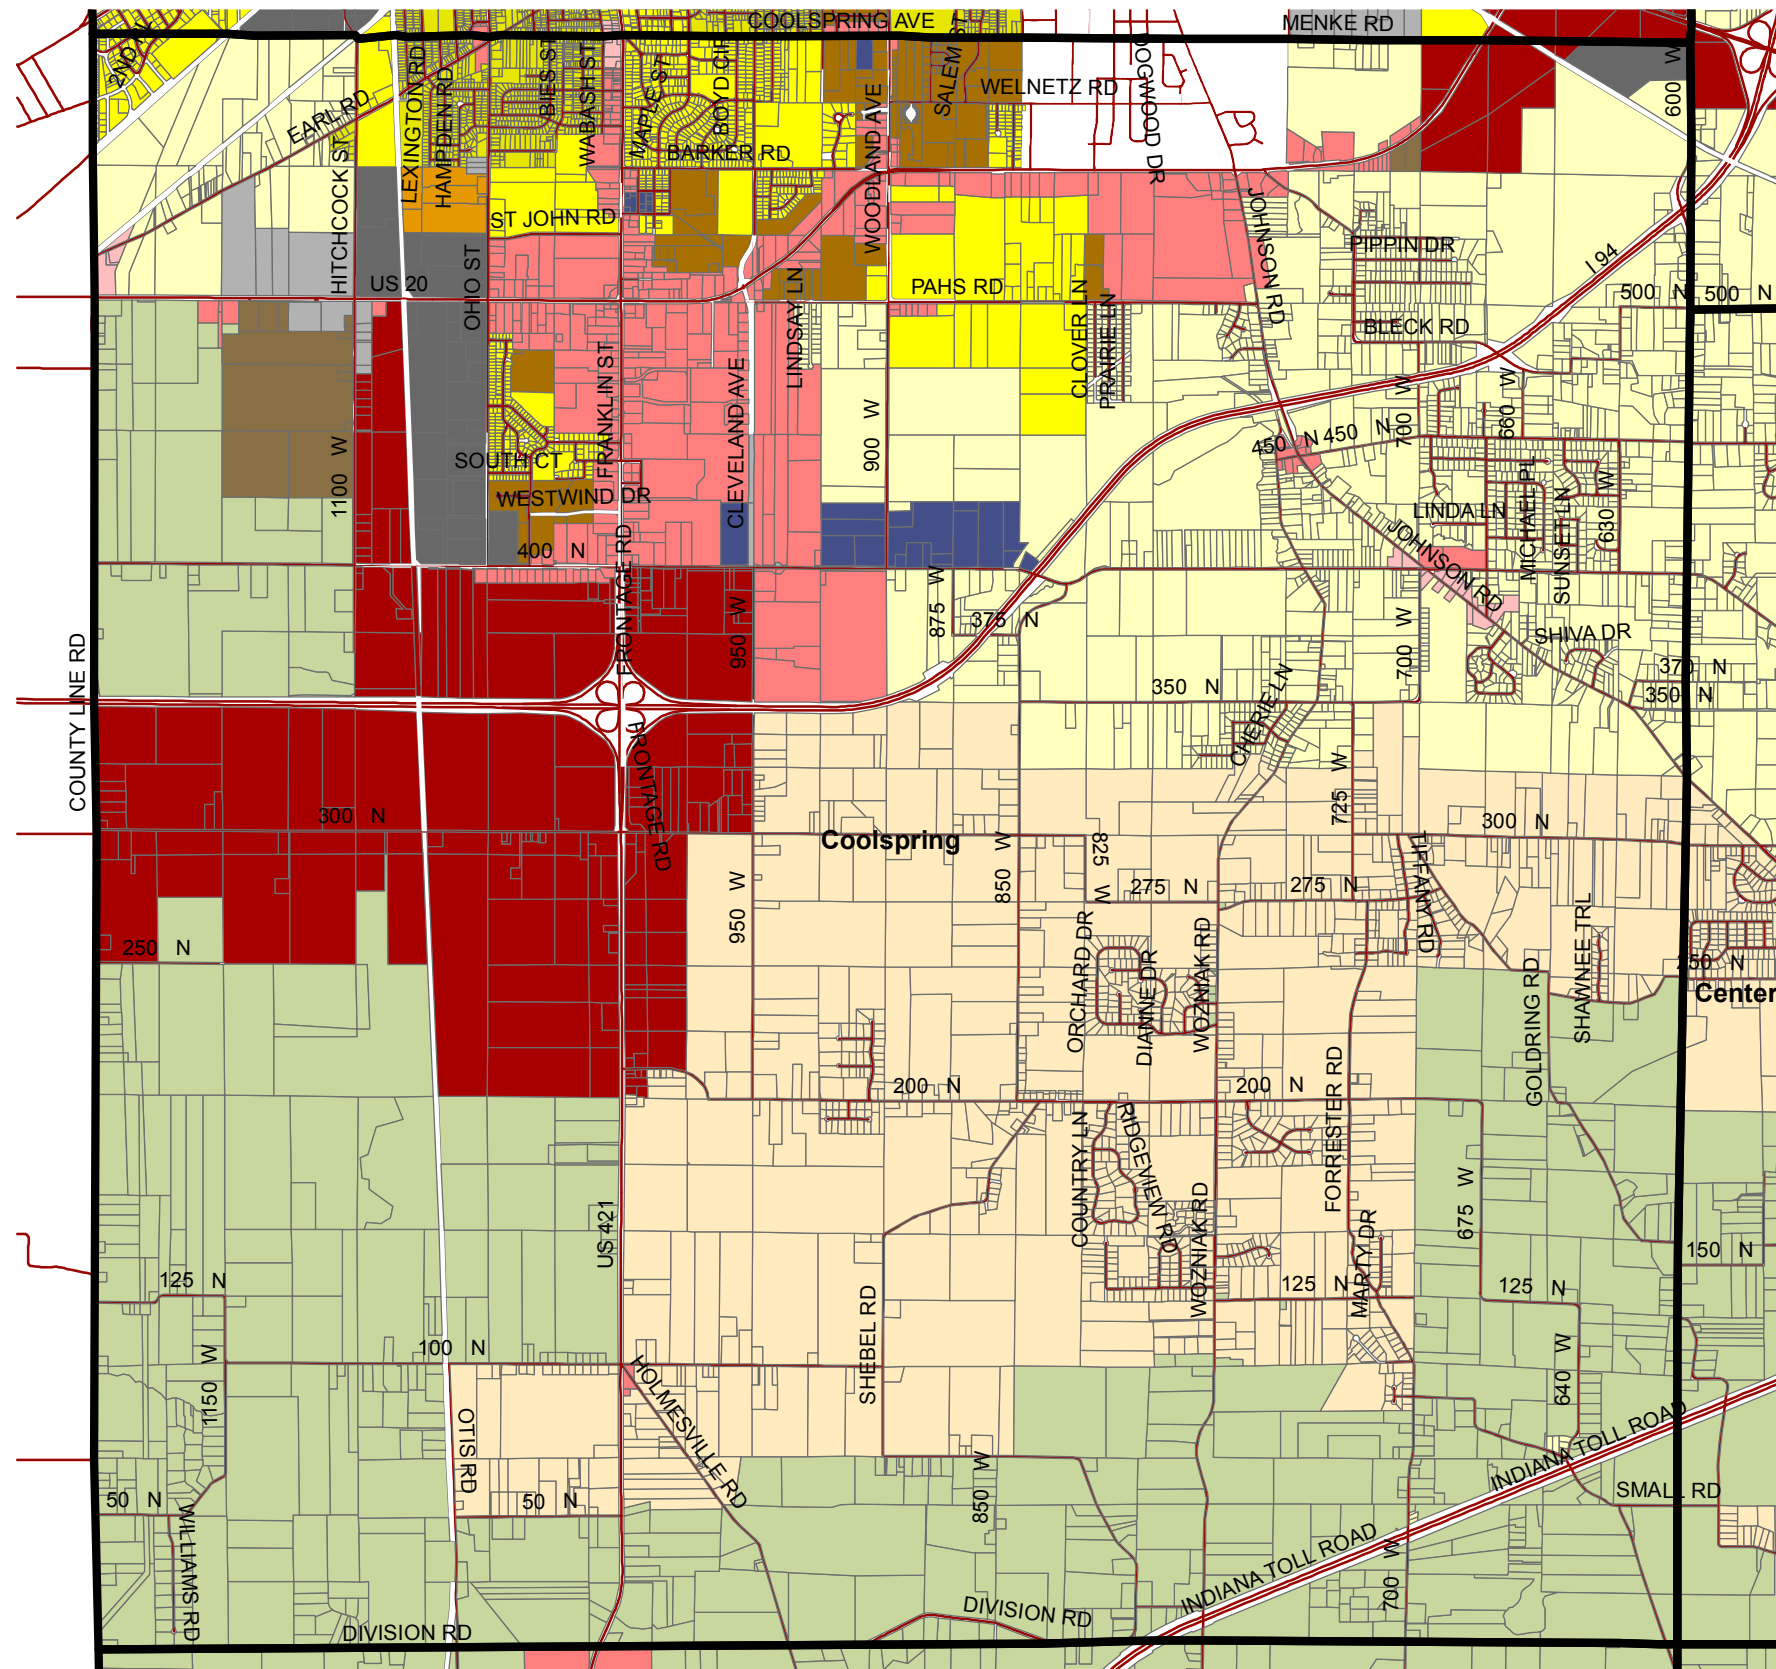 COOLSPRING AVE
MENKE RD
2ND
EARL RD
LEXINGTON RD
HAMPDEN RD
BIES ST
WABASH ST
MAPLE ST
BOYD CIR
SALEM ST
WELNETZ RD
DOGWOOD DR
600 W
BARKER RD
WOODLAND AVE
HITCHCOCK ST
ST JOHN RD
JOHNSON RD
PIPPIN DR
I 94
US 20
OHIO ST
LINDSAY LN
PAHS RD
CLOVER LN
PRAIRIE LN
BLECK RD
500 N
500 N
FRANKLIN ST
CLEVELAND AVE
900 W
700 W
660 W
450 N
450 N
1100 W
SOUTH CT
WESTWIND DR
LINDA LN
MICHAEL PL
SUNSET LN
630 W
400 N
JOHNSON RD
FRONTAGE RD
950 W
875 W
375 N
700 W
SHIVA DR
370 N
350 N
350 N
COUNTY LINE RD
CHERIE LN
725 W
FRONTAGE RD
300 N
Coolspring
300 N
850 W
825 W
275 N
275 N
TIFFANY RD
950 W
250 N
ORCHARD DR
DIANNE DR
WOZNIAK RD
GOLDRING RD
SHAWNEE TRL
250 N
Center
200 N
200 N
COUNTRY LN
RIDGEVIEW RD
WOZNIAK RD
FORRESTER RD
MARTY DR
675 W
US 421
150 N
125 N
125 N
125 N
SHEBEL RD
100 N
1150 W
HOLMESVILLE RD
640 W
OTIS RD
INDIANA TOLL ROAD
850 W
50 N
50 N
SMALL RD
WILLIAMS RD
INDIANA TOLL ROAD
700 W
DIVISION RD
DIVISION RD